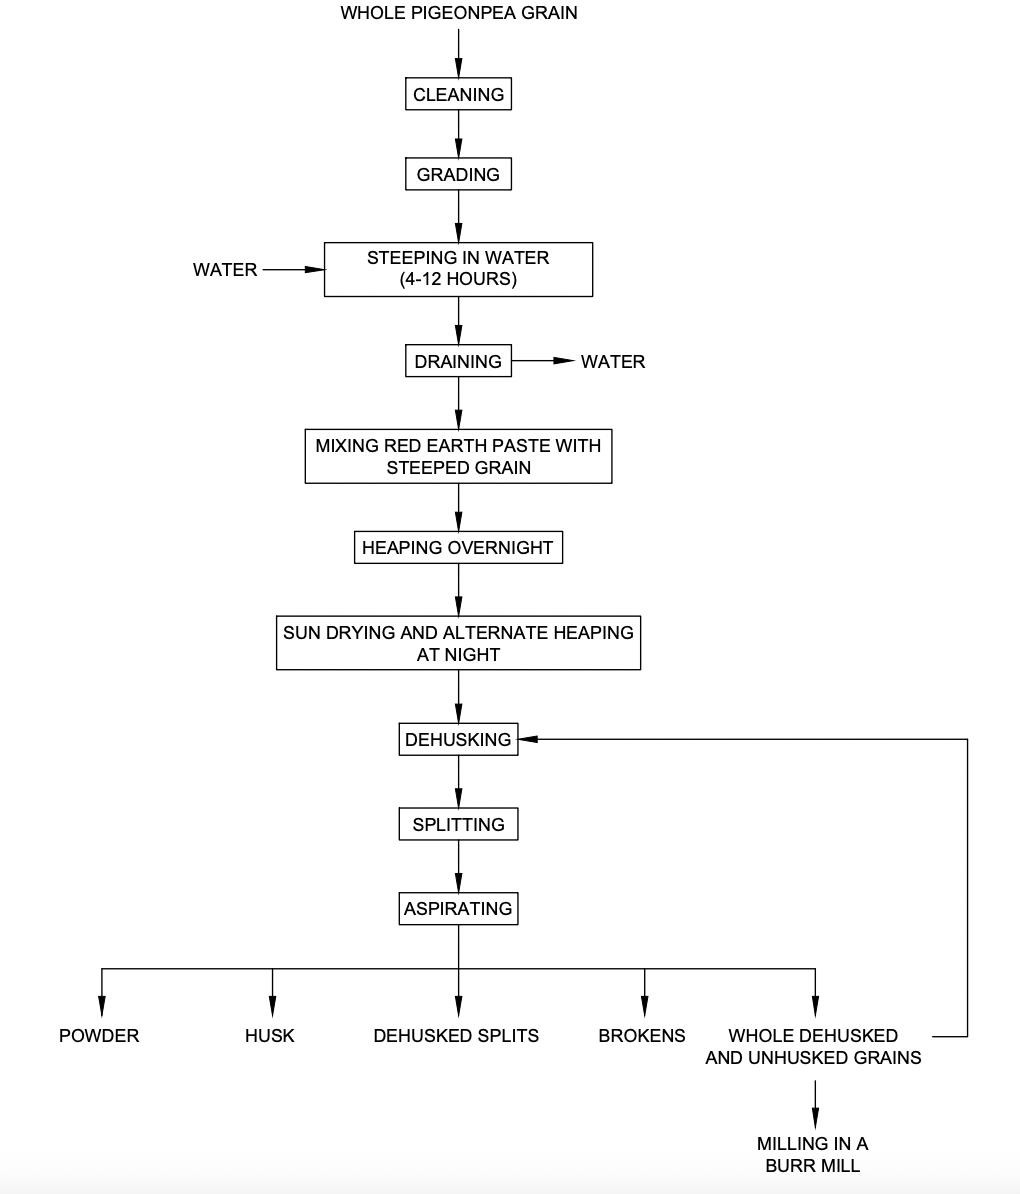 WHOLE PIGEONPEA GRAIN
CLEANING
GRADING
WATER
STEEPING IN WATER
(4-12 HOURS)
DRAINING
WATER
MIXING RED EARTH PASTE WITH
STEEPED GRAIN
HEAPING OVERNIGHT
SUN DRYING AND ALTERNATE HEAPING
AT NIGHT
DEHUSKING
SPLITTING
ASPIRATING
POWDER
HUSK
DEHUSKED SPLITS
BROKENS
WHOLE DEHUSKED
AND UNHUSKED GRAINS
MILLING IN A
BURR MILL